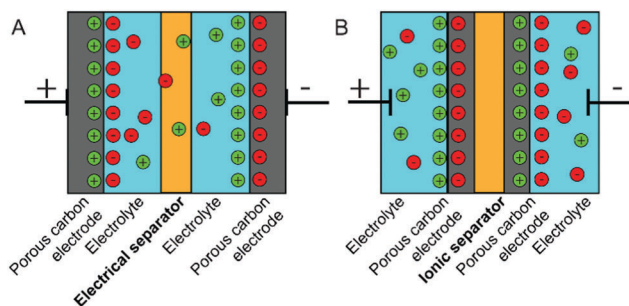 A
B
+
-
+
-
Porous carbon
electrode
Electrolyte
Electrical separator
Electrolyte
Porous carbon
electrode
Electrolyte
Porous carbon
electrode
Ionic separator
Porous carbon
electrode
Electrolyte